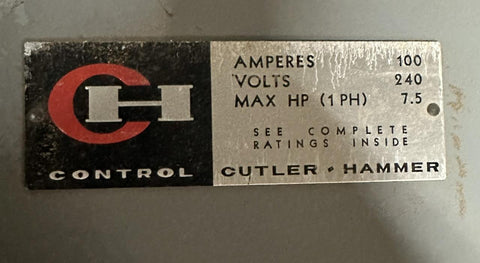 CH
CONTROL
AMPERES 100
VOLTS 240
MAX HP (1 PH) 7.5
SEE COMPLETE
RATINGS INSIDE
CUTLER-HAMMER